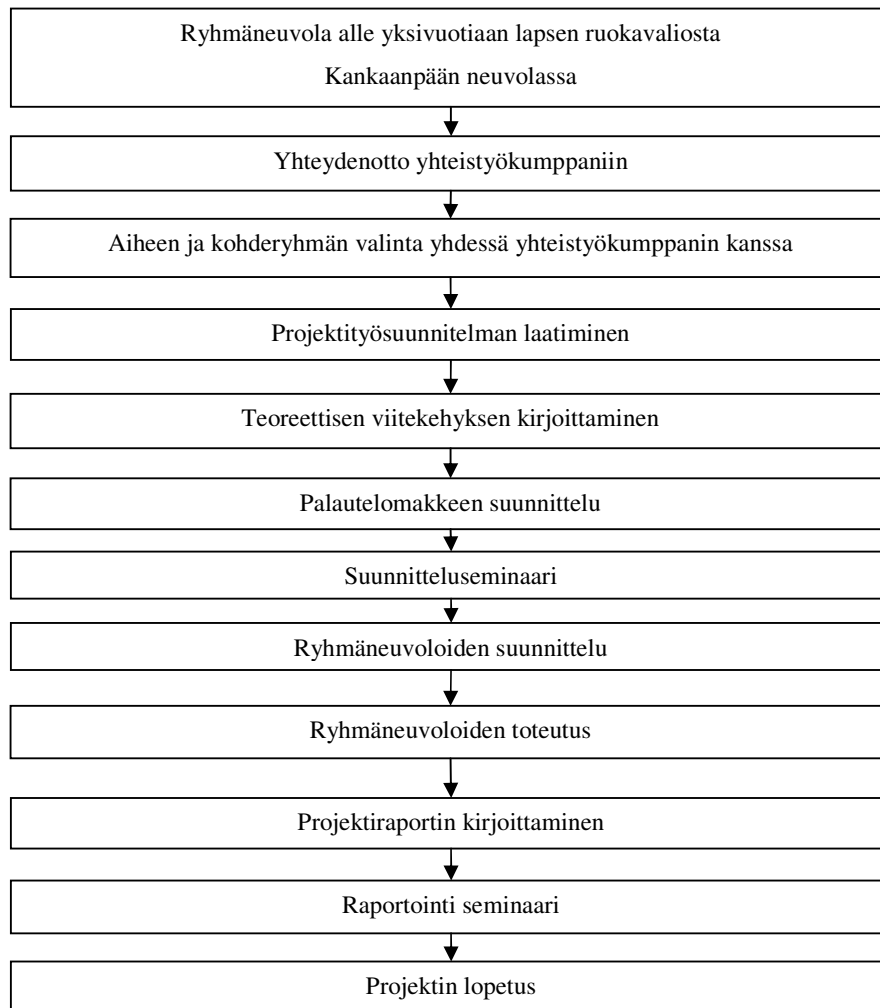 Ryhmäneuvola alle yksivuotiaan lapsen ruokavaliosta
Kankaanpään neuvolassa
Yhteydenotto yhteistyökumppaniin
Aiheen ja kohderyhmän valinta yhdessä yhteistyökumppanin kanssa
Projektityösuunnitelman laatiminen
Teoreettisen viitekehyksen kirjoittaminen
Palautelomakkeen suunnittelu
Suunnitteluseminaari
Ryhmäneuvoloiden suunnittelu
Ryhmäneuvoloiden toteutus
Projektiraportin kirjoittaminen
Raportointi seminaari
Projektin lopetus